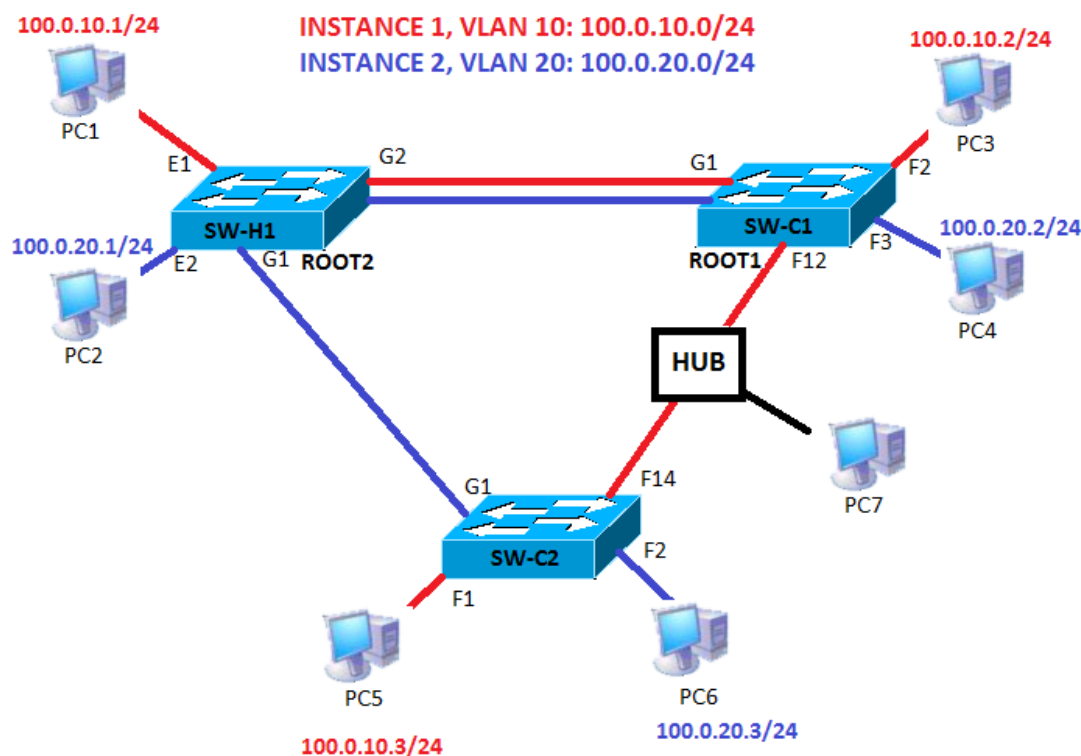 INSTANCE 1, VLAN 10: 100.0.10.0/24
INSTANCE 2, VLAN 20: 100.0.20.0/24
100.0.10.1/24
PC1
100.0.10.2/24
PC3
E1
G2
G1
F2
SW-H1
SW-C1
100.0.20.1/24
E2
G1
ROOT2
ROOT1
F12
F3
100.0.20.2/24
PC2
PC4
HUB
PC7
G1
F14
SW-C2
F1
F2
PC5
PC6
100.0.10.3/24
100.0.20.3/24